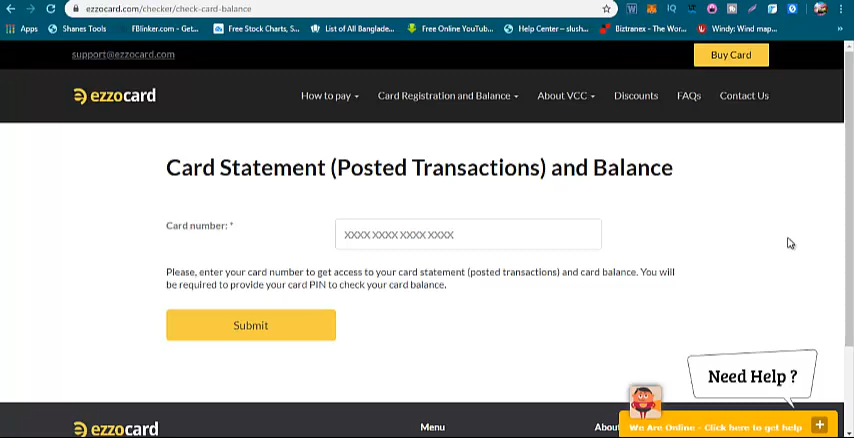 ezzocard.com/checker/check-card-balance
Apps Shanes Tools FBlinker.com - Get... Free Stock Charts, S... List of All Banglade... Free Online YouTub... Help Center – slush... Biztranex - The Wor... Windy: Wind map... »
support@ezzocard.com Buy Card
ezzocard How to pay Card Registration and Balance About VCC Discounts FAQs Contact Us
Card Statement (Posted Transactions) and Balance
Card number: * XXXX XXXX XXXX XXXX
Please, enter your card number to get access to your card statement (posted transactions) and card balance. You will
be required to provide your card PIN to check your card balance.
Submit
Need Help ?
ezzocard Menu About
We Are Online - Click here to get help